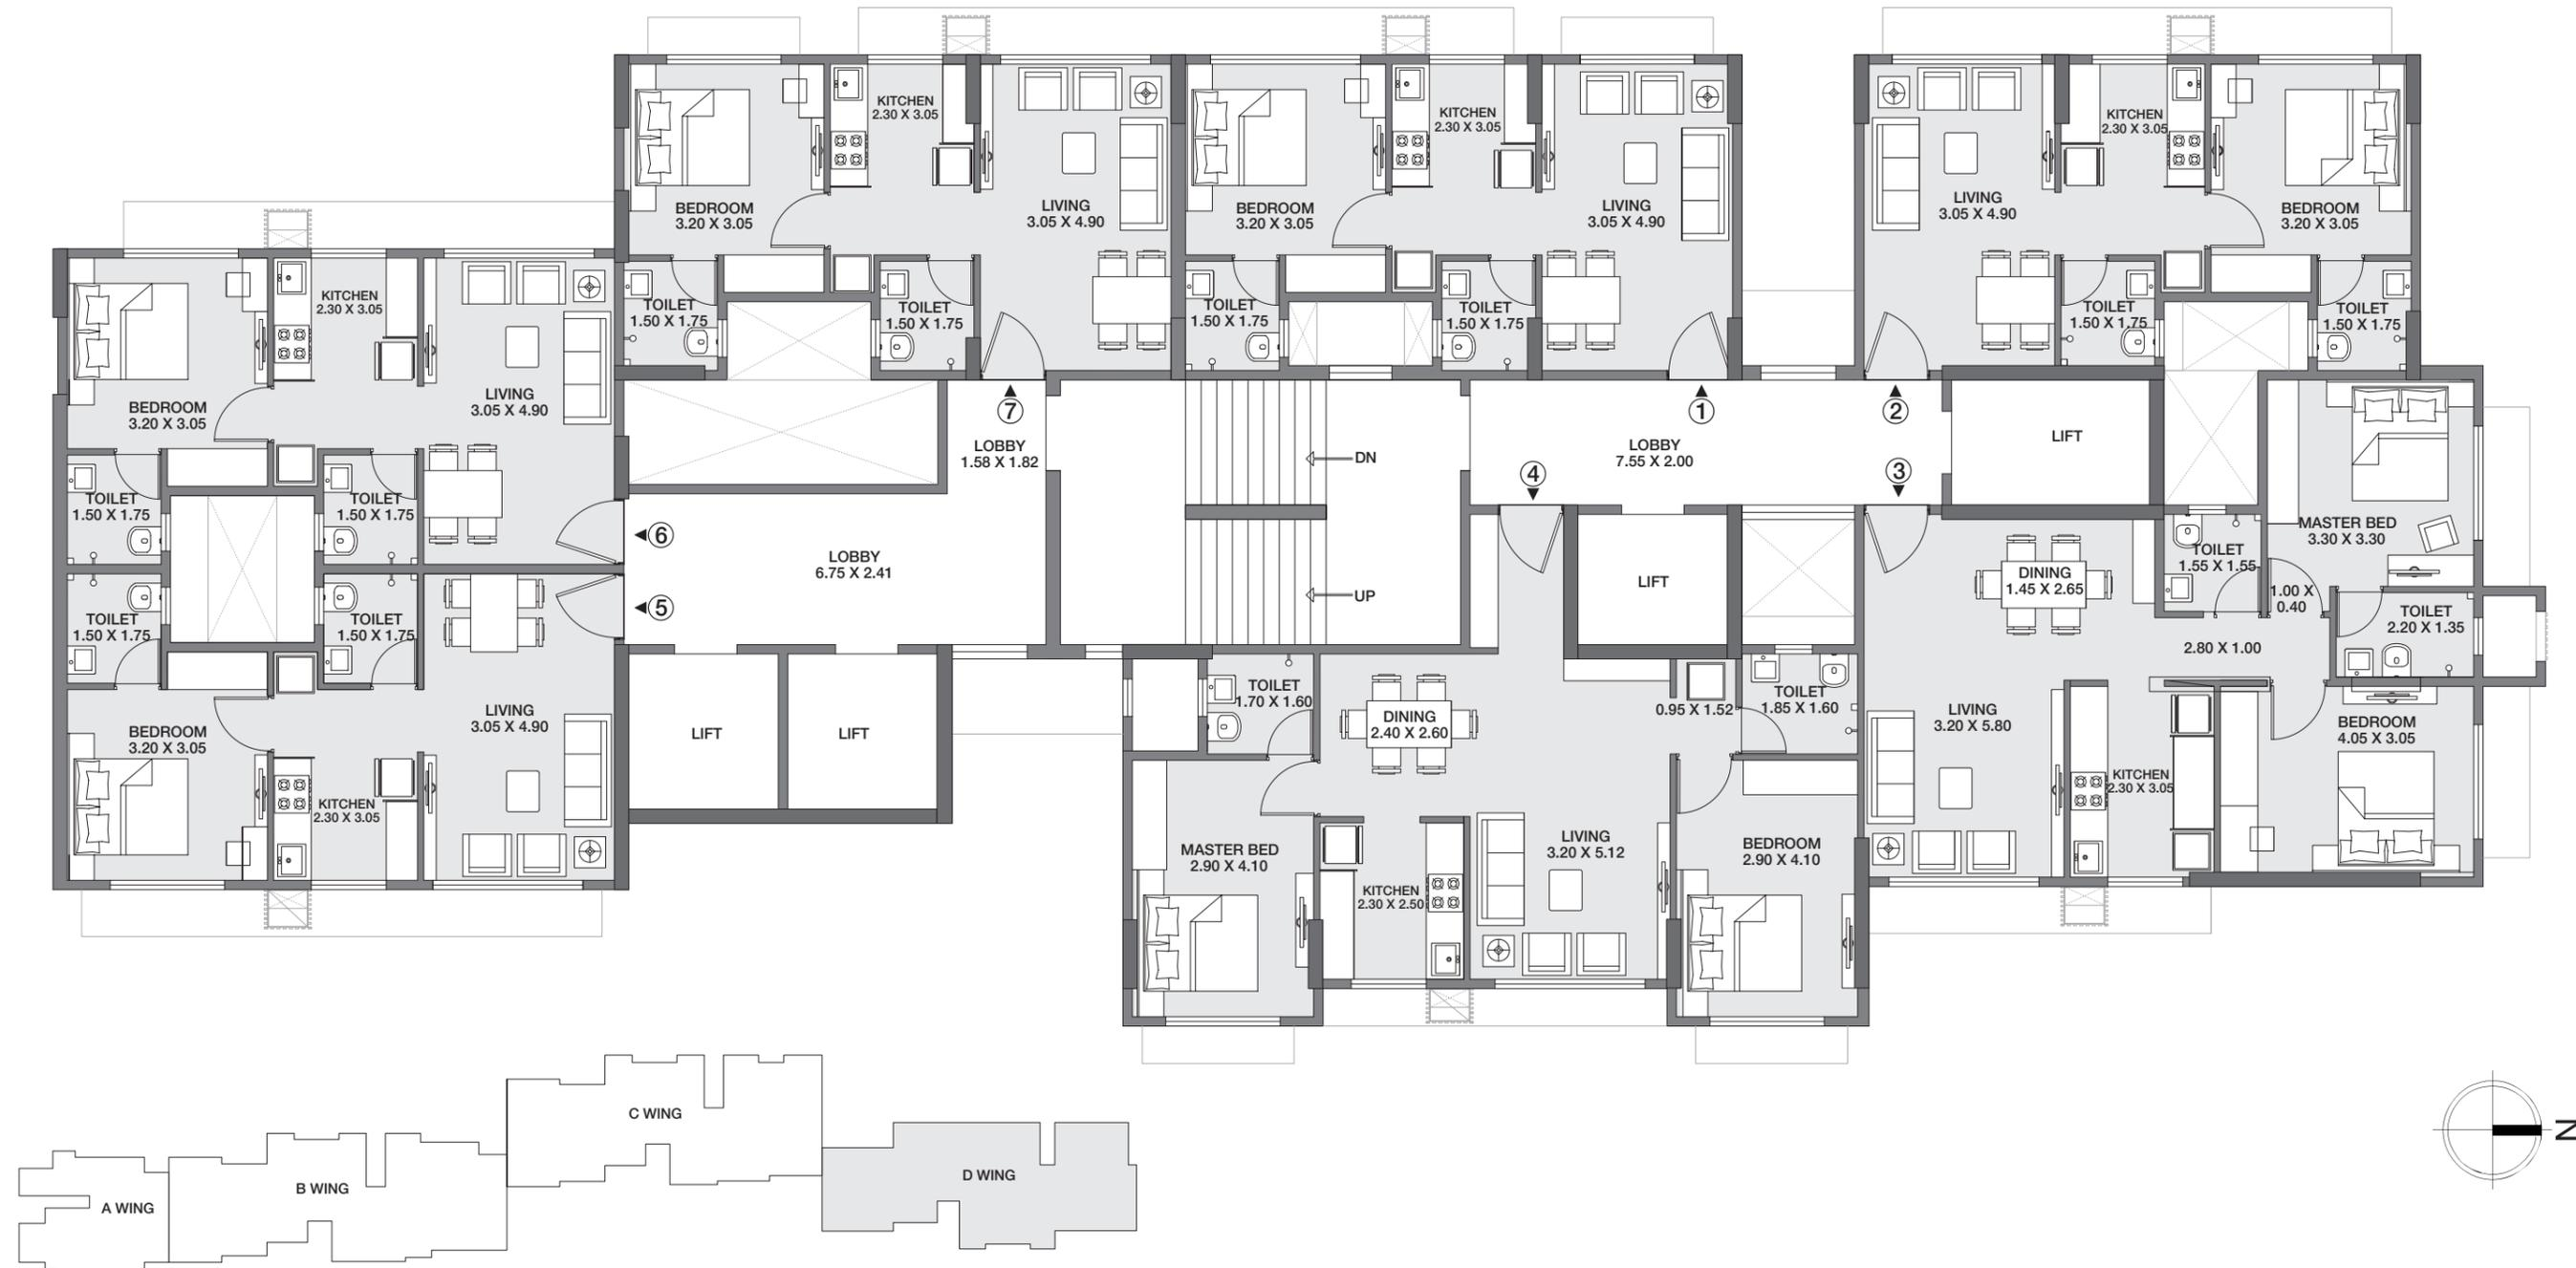 KITCHEN
2.30 X 3.05
BEDROOM
3.20 X 3.05
LIVING
3.05 X 4.90
TOILET
1.50 X 1.75
TOILET
1.50 X 1.75
KITCHEN
2.30 X 3.05
BEDROOM
3.20 X 3.05
LIVING
3.05 X 4.90
TOILET
1.50 X 1.75
TOILET
1.50 X 1.75
KITCHEN
2.30 X 3.05
LIVING
3.05 X 4.90
BEDROOM
3.20 X 3.05
TOILET
1.50 X 1.75
TOILET
1.50 X 1.75
KITCHEN
2.30 X 3.05
BEDROOM
3.20 X 3.05
LIVING
3.05 X 4.90
TOILET
1.50 X 1.75
TOILET
1.50 X 1.75
7
LOBBY
1.58 X 1.82
DN
UP
1
2
4
LOBBY
7.55 X 2.00
3
LIFT
6
5
LOBBY
6.75 X 2.41
LIFT
MASTER BED
3.30 X 3.30
TOILET
1.55 X 1.55
DINING
1.45 X 2.65
1.00 X
0.40
TOILET
2.20 X 1.35
2.80 X 1.00
TOILET
1.50 X 1.75
TOILET
1.50 X 1.75
BEDROOM
3.20 X 3.05
LIVING
3.05 X 4.90
KITCHEN
2.30 X 3.05
LIFT
LIFT
TOILET
1.70 X 1.60
DINING
2.40 X 2.60
0.95 X 1.52
TOILET
1.85 X 1.60
LIVING
3.20 X 5.80
BEDROOM
4.05 X 3.05
KITCHEN
2.30 X 3.05
MASTER BED
2.90 X 4.10
KITCHEN
2.30 X 2.50
LIVING
3.20 X 5.12
BEDROOM
2.90 X 4.10
A WING
B WING
C WING
D WING
N